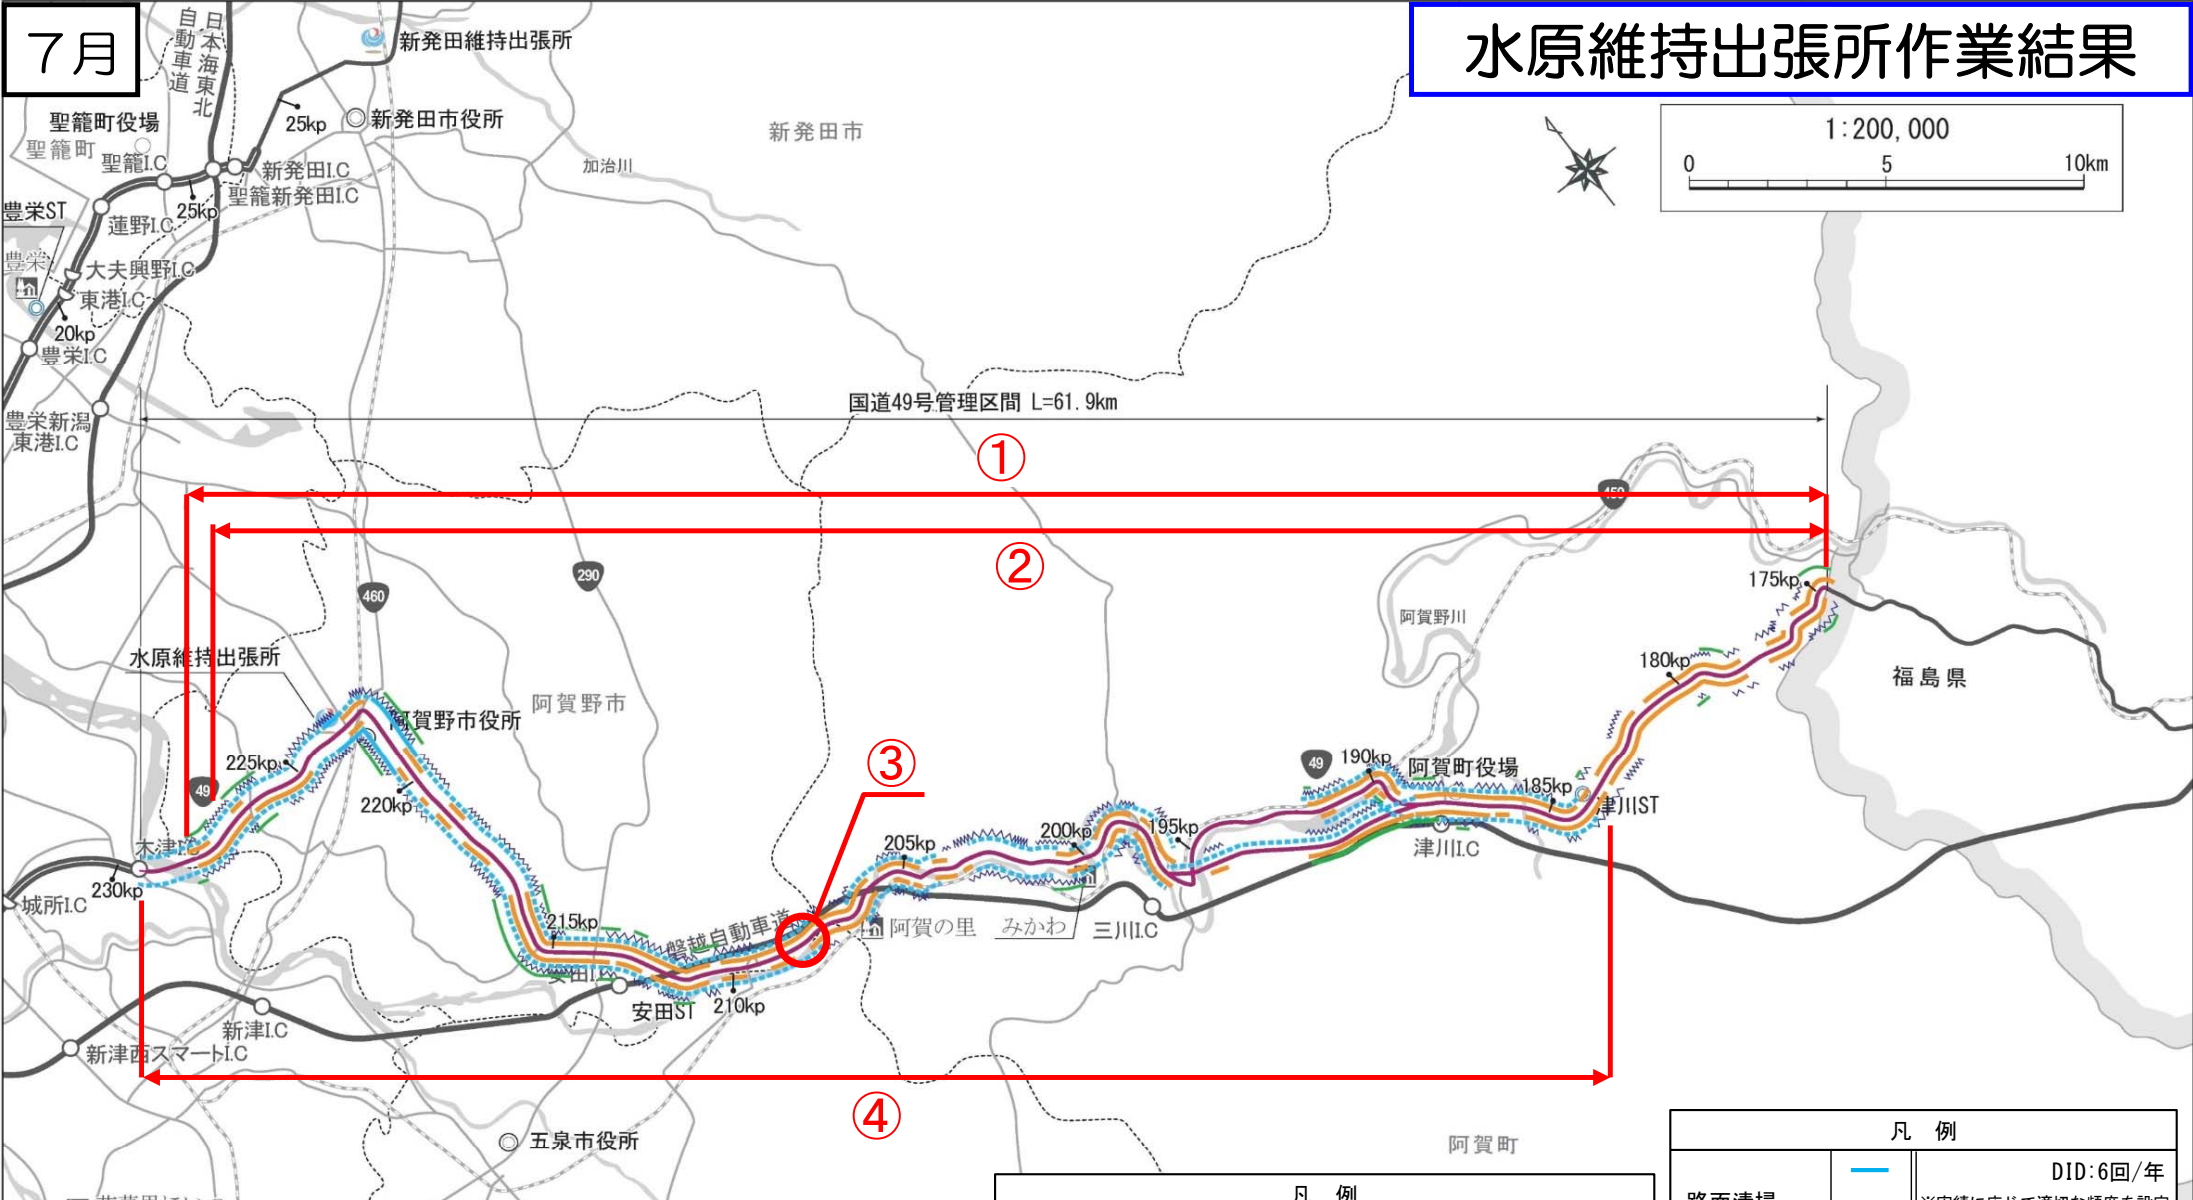 7月
水原維持出張所作業結果
日本海東北
自動車道
新発田維持出張所
1:200,000
0 5 10km
聖籠町役場
聖籠町
聖籠I.C
25kp
新発田市役所
新発田市
加治川
新発田I.C
聖籠新発田I.C
25kp
豊栄ST
蓮野I.C
豊栄
大夫興野I.C
東港I.C
20kp
豊栄I.C
豊栄新潟
東港I.C
国道49号管理区間 L=61.9km
①
②
290
460
175kp
阿賀野川
水原維持出張所
180kp
福島県
阿賀野市
阿賀野市役所
225kp
49
220kp
③
49
190kp
阿賀町役場
185kp
津川ST
205kp
200kp
195kp
津川I.C
木津I.C
230kp
城所I.C
215kp
磐越自動車道
阿賀の里
みかわ
三川I.C
安田I.C
安田ST
210kp
新津I.C
新津西スマートI.C
④
五泉市役所
阿賀町
凡 例
DID:6回/年
路面清掃
凡 例